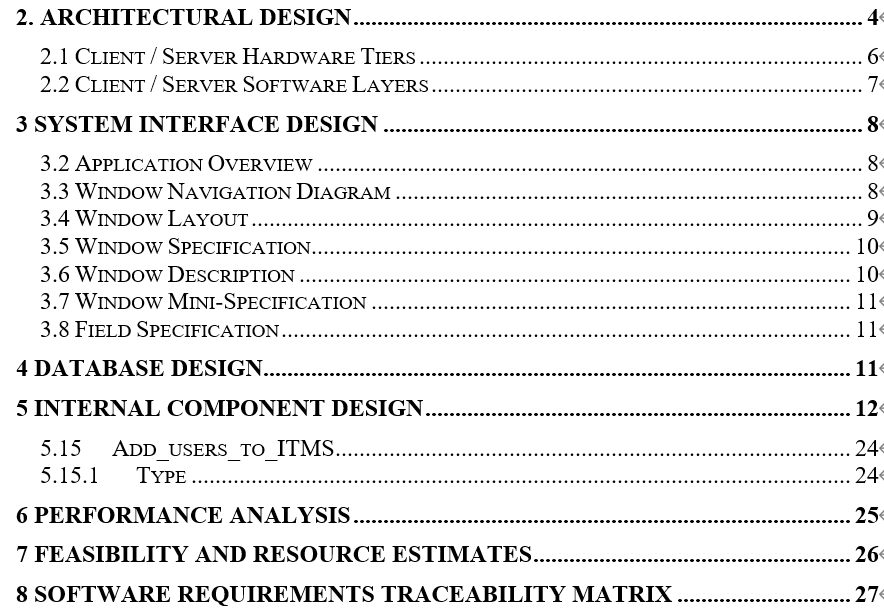 2. ARCHITECTURAL DESIGN........................................................................................ 4
2.1 CLIENT / SERVER HARDWARE TIERS ............................................................................. 6
2.2 CLIENT / SERVER SOFTWARE LAYERS........................................................................... 7
3 SYSTEM INTERFACE DESIGN ................................................................................... 8
3.2 APPLICATION OVERVIEW ............................................................................................... 8
3.3 WINDOW NAVIGATION DIAGRAM ................................................................................. 8
3.4 WINDOW LAYOUT .......................................................................................................... 9
3.5 WINDOW SPECIFICATION.............................................................................................. 10
3.6 WINDOW DESCRIPTION ................................................................................................ 10
3.7 WINDOW MINI-SPECIFICATION .................................................................................... 11
3.8 FIELD SPECIFICATION................................................................................................... 11
4 DATABASE DESIGN...................................................................................................... 11
5 INTERNAL COMPONENT DESIGN.......................................................................... 12
5.15 ADD_USERS_TO_ITMS.......................................................................................... 24
5.15.1 TYPE .................................................................................................................... 24
6 PERFORMANCE ANALYSIS...................................................................................... 25
7 FEASIBILITY AND RESOURCE ESTIMATES....................................................... 26
8 SOFTWARE REQUIREMENTS TRACEABILITY MATRIX .............................. 27